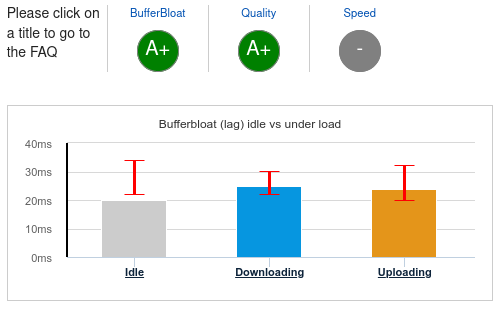 Please click on
a title to go to
the FAQ
BufferBloat
Quality
Speed
A+
A+
-
Bufferbloat (lag) idle vs under load
40ms
30ms
20ms
10ms
0ms
Idle
Downloading
Uploading